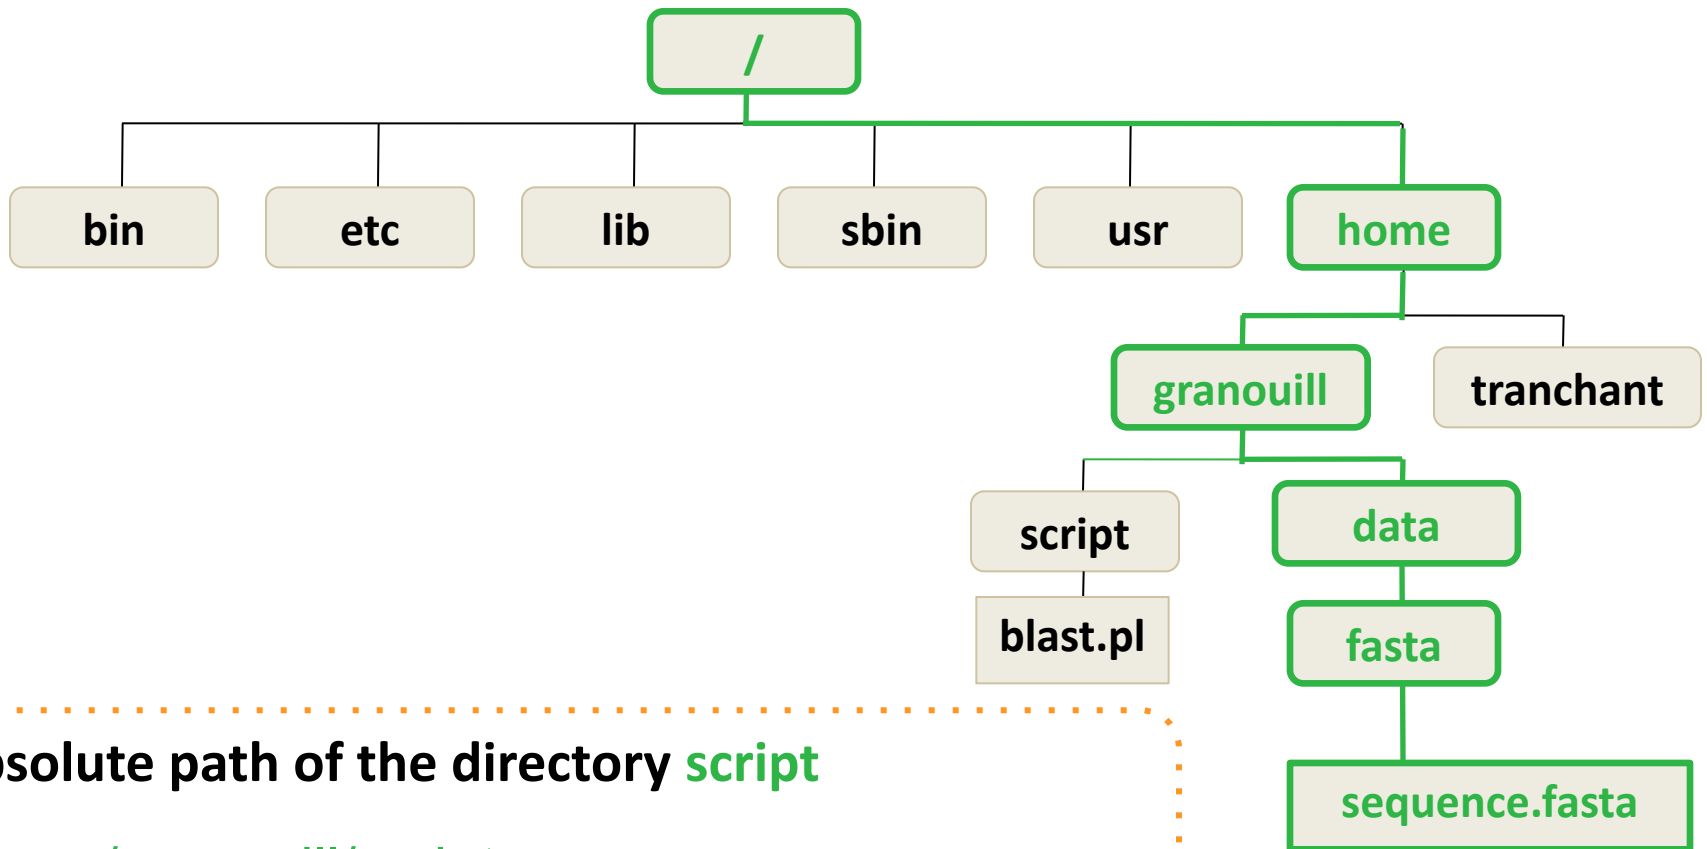 /
bin etc lib sbin usr home
granouill tranchant
script data
blast.pl fasta
absolute path of the directory script
sequence.fasta